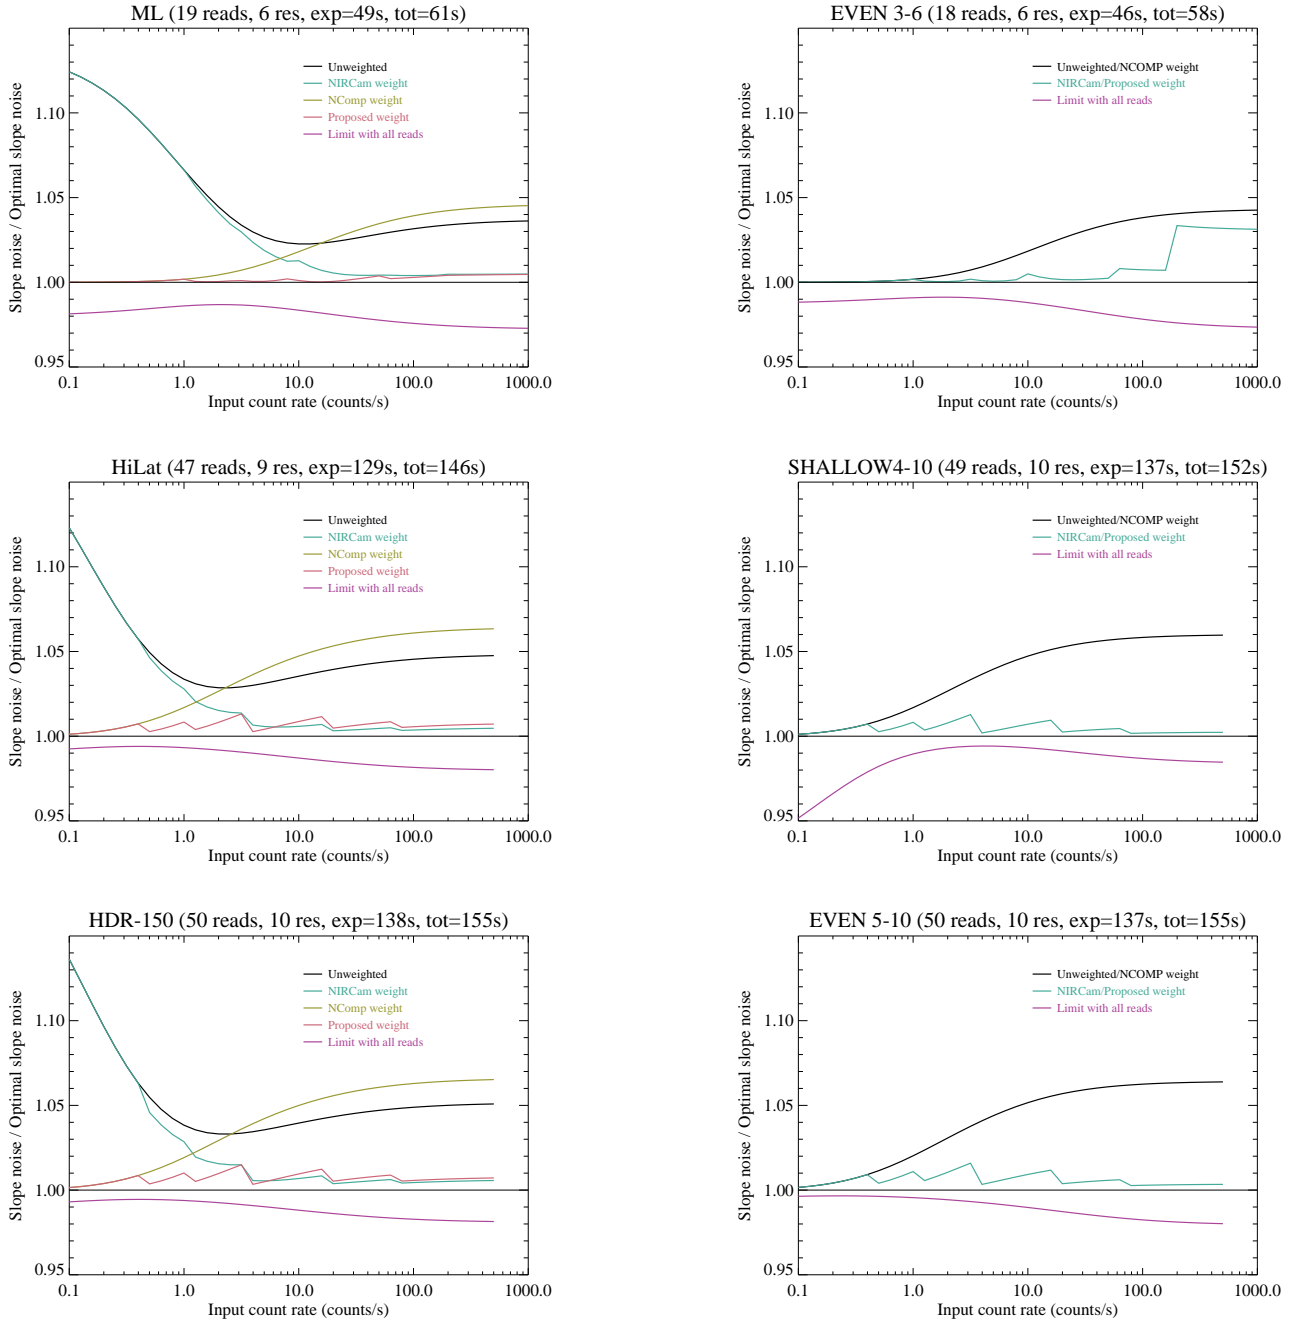 ML (19 reads, 6 res, exp=49s, tot=61s)
Slope noise / Optimal slope noise
1.10
1.05
1.00
0.95
Unweighted
NIRCam weight
NComp weight
Proposed weight
Limit with all reads
0.1 1.0 10.0 100.0 1000.0
Input count rate (counts/s)
EVEN 3-6 (18 reads, 6 res, exp=46s, tot=58s)
Slope noise / Optimal slope noise
1.10
1.05
1.00
0.95
Unweighted/NCOMP weight
NIRCam/Proposed weight
Limit with all reads
0.1 1.0 10.0 100.0 1000.0
Input count rate (counts/s)
HiLat (47 reads, 9 res, exp=129s, tot=146s)
Slope noise / Optimal slope noise
1.10
1.05
1.00
0.95
Unweighted
NIRCam weight
NComp weight
Proposed weight
Limit with all reads
0.1 1.0 10.0 100.0 1000.0
Input count rate (counts/s)
SHALLOW4-10 (49 reads, 10 res, exp=137s, tot=152s)
Slope noise / Optimal slope noise
1.10
1.05
1.00
0.95
Unweighted/NCOMP weight
NIRCam/Proposed weight
Limit with all reads
0.1 1.0 10.0 100.0 1000.0
Input count rate (counts/s)
HDR-150 (50 reads, 10 res, exp=138s, tot=155s)
Slope noise / Optimal slope noise
1.10
1.05
1.00
0.95
Unweighted
NIRCam weight
NComp weight
Proposed weight
Limit with all reads
0.1 1.0 10.0 100.0 1000.0
Input count rate (counts/s)
EVEN 5-10 (50 reads, 10 res, exp=137s, tot=155s)
Slope noise / Optimal slope noise
1.10
1.05
1.00
0.95
Unweighted/NCOMP weight
NIRCam/Proposed weight
Limit with all reads
0.1 1.0 10.0 100.0 1000.0
Input count rate (counts/s)